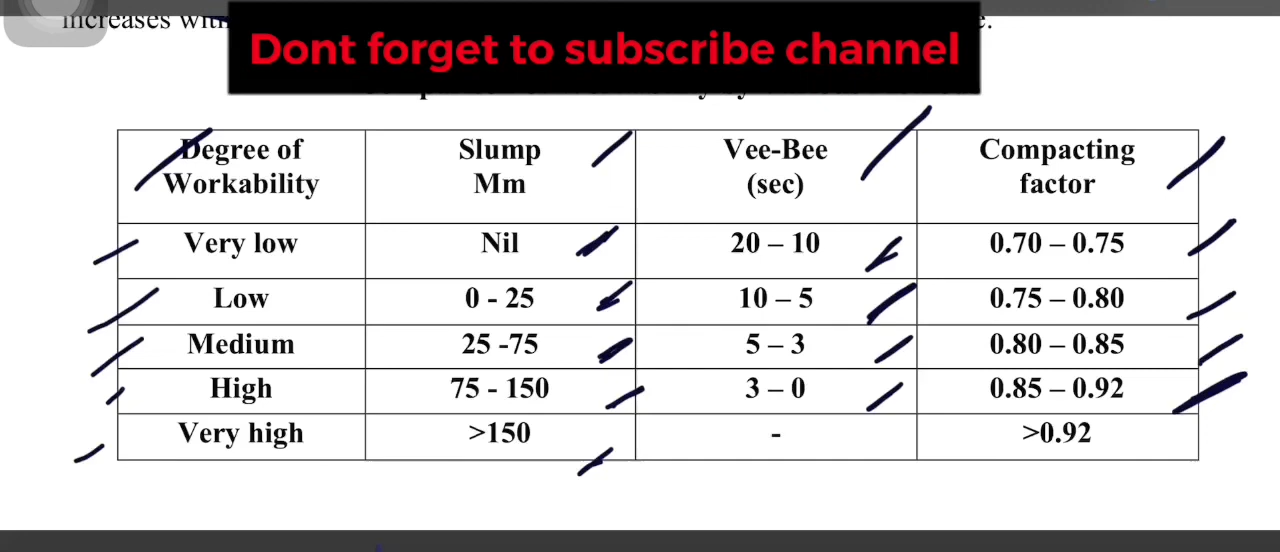 increases with
e.
Dont forget to subscribe channel
Degree of Workability Slump Mm Vee-Bee (sec) Compacting factor
Very low Nil 20 – 10 0.70 – 0.75
Low 0 - 25 10 – 5 0.75 – 0.80
Medium 25 -75 5 – 3 0.80 – 0.85
High 75 - 150 3 – 0 0.85 – 0.92
Very high >150 - >0.92